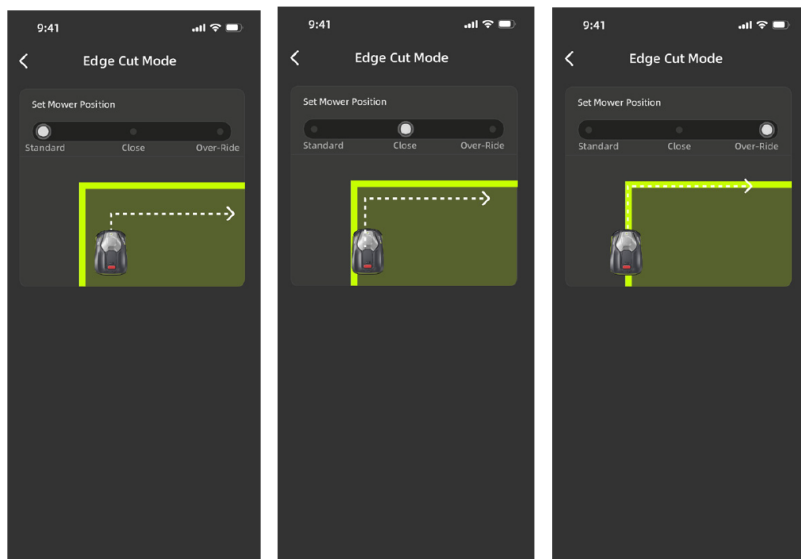 9:41
Edge Cut Mode
Set Mower Position
Standard Close Over-Ride
9:41
Edge Cut Mode
Set Mower Position
Standard Close Over-Ride
9:41
Edge Cut Mode
Set Mower Position
Standard Close Over-Ride